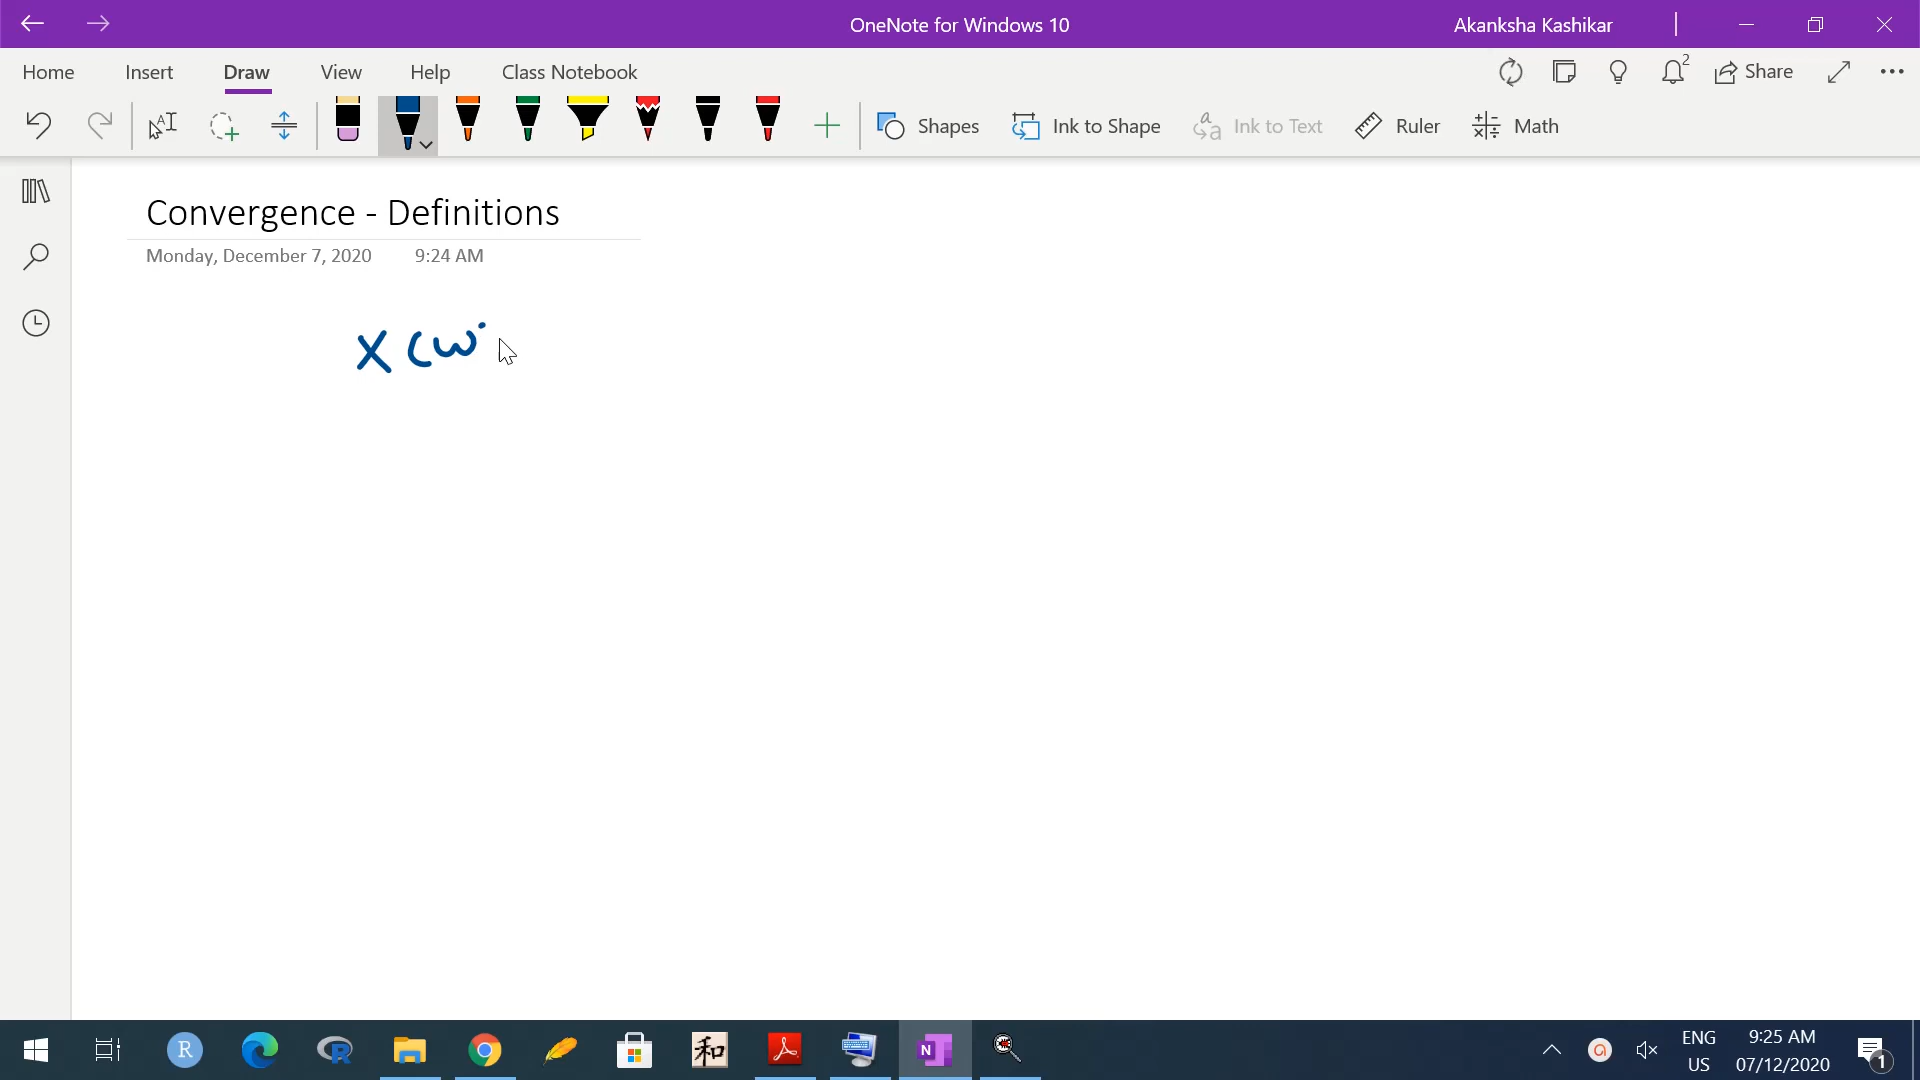 OneNote for Windows 10
Akanksha Kashikar
Home Insert Draw View Help Class Notebook
2
Share
Shapes Ink to Shape Ink to Text Ruler Math
Convergence - Definitions
Monday, December 7, 2020 9:24 AM
X (ω
ENG
US
9:25 AM
07/12/2020
1